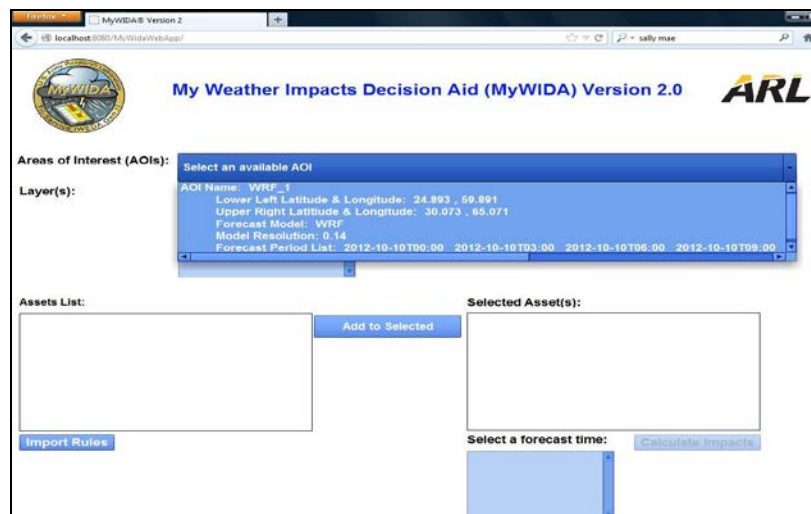 Firefox
MyWIDA® Version 2
localhost:8080/MyWidaWebApp/
sally mae
MyWIDA
My Weather Impacts Decision Aid (MyWIDA) Version 2.0
ARL
Areas of Interest (AOIs):
Select an available AOI
Layer(s):
AOI Name: WRF_1
Lower Left Latitude & Longitude: 24.893 , 59.891
Upper Right Latitiude & Longitude: 30.073 , 65.071
Forecast Model: WRF
Model Resolution: 0.14
Forecast Period List: 2012-10-10T00:00 2012-10-10T03:00 2012-10-10T06:00 2012-10-10T09:00
Assets List:
Selected Asset(s):
Add to Selected
Import Rules
Select a forecast time:
Calculate Impacts